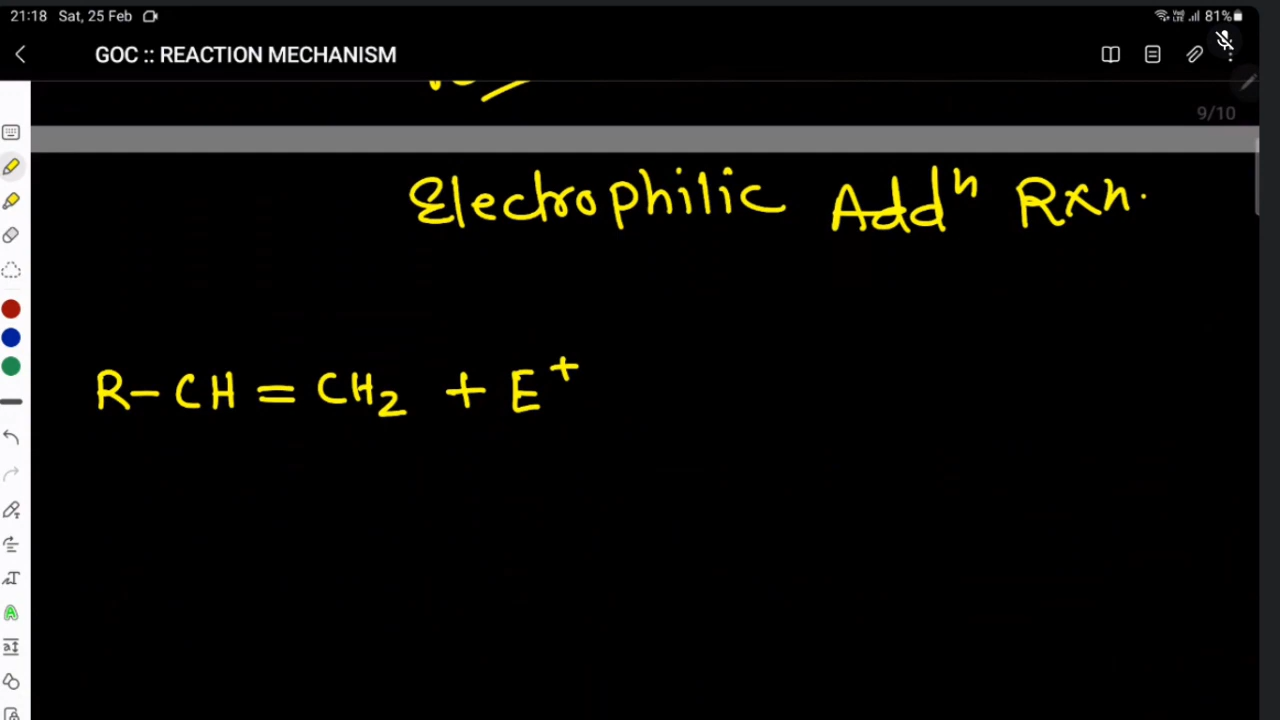 21:18 Sat, 25 Feb 81%
GOC :: REACTION MECHANISM
9/10
Electrophilic Addⁿ Rxn.
R-CH=CH₂ + E⁺